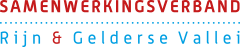 SAMENWERKINGSVERBAND
Rijn & Gelderse Vallei